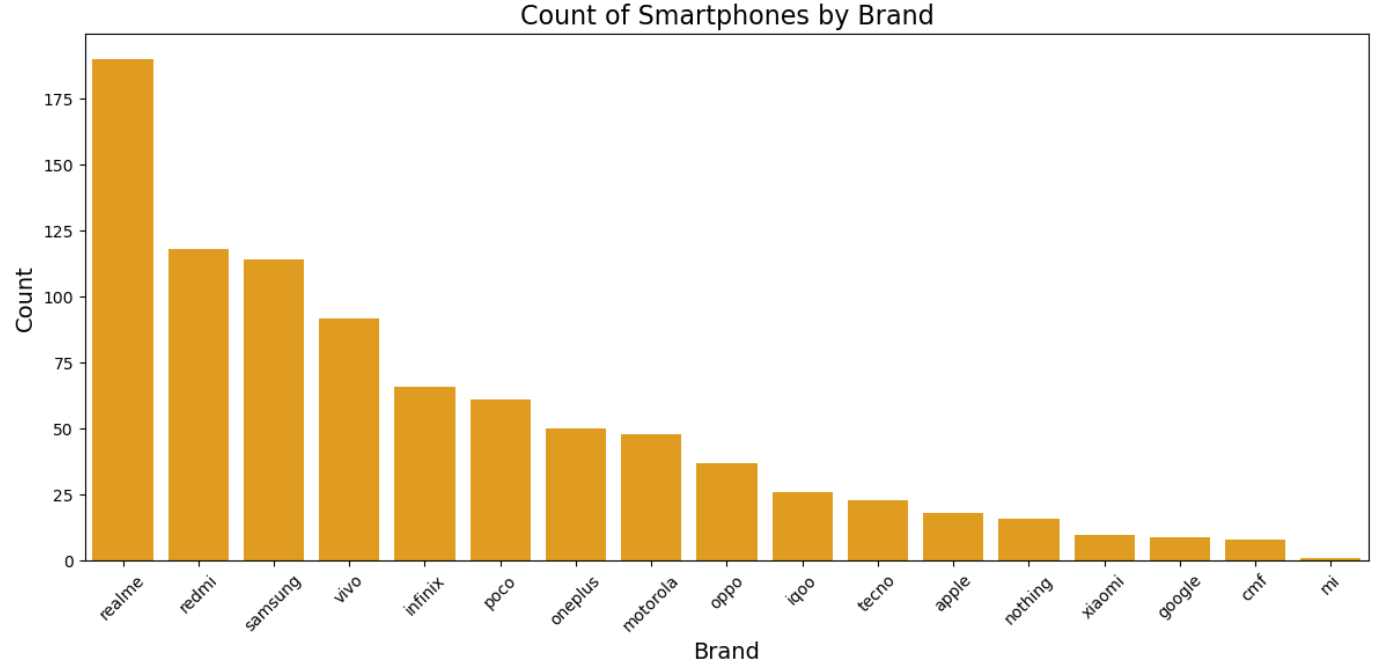 Count of Smartphones by Brand
175
150
125
100
75
50
25
0
Count
realme
redmi
samsung
vivo
infinix
poco
oneplus
motorola
oppo
iqoo
tecno
apple
nothing
xiaomi
google
cmf
mi
Brand